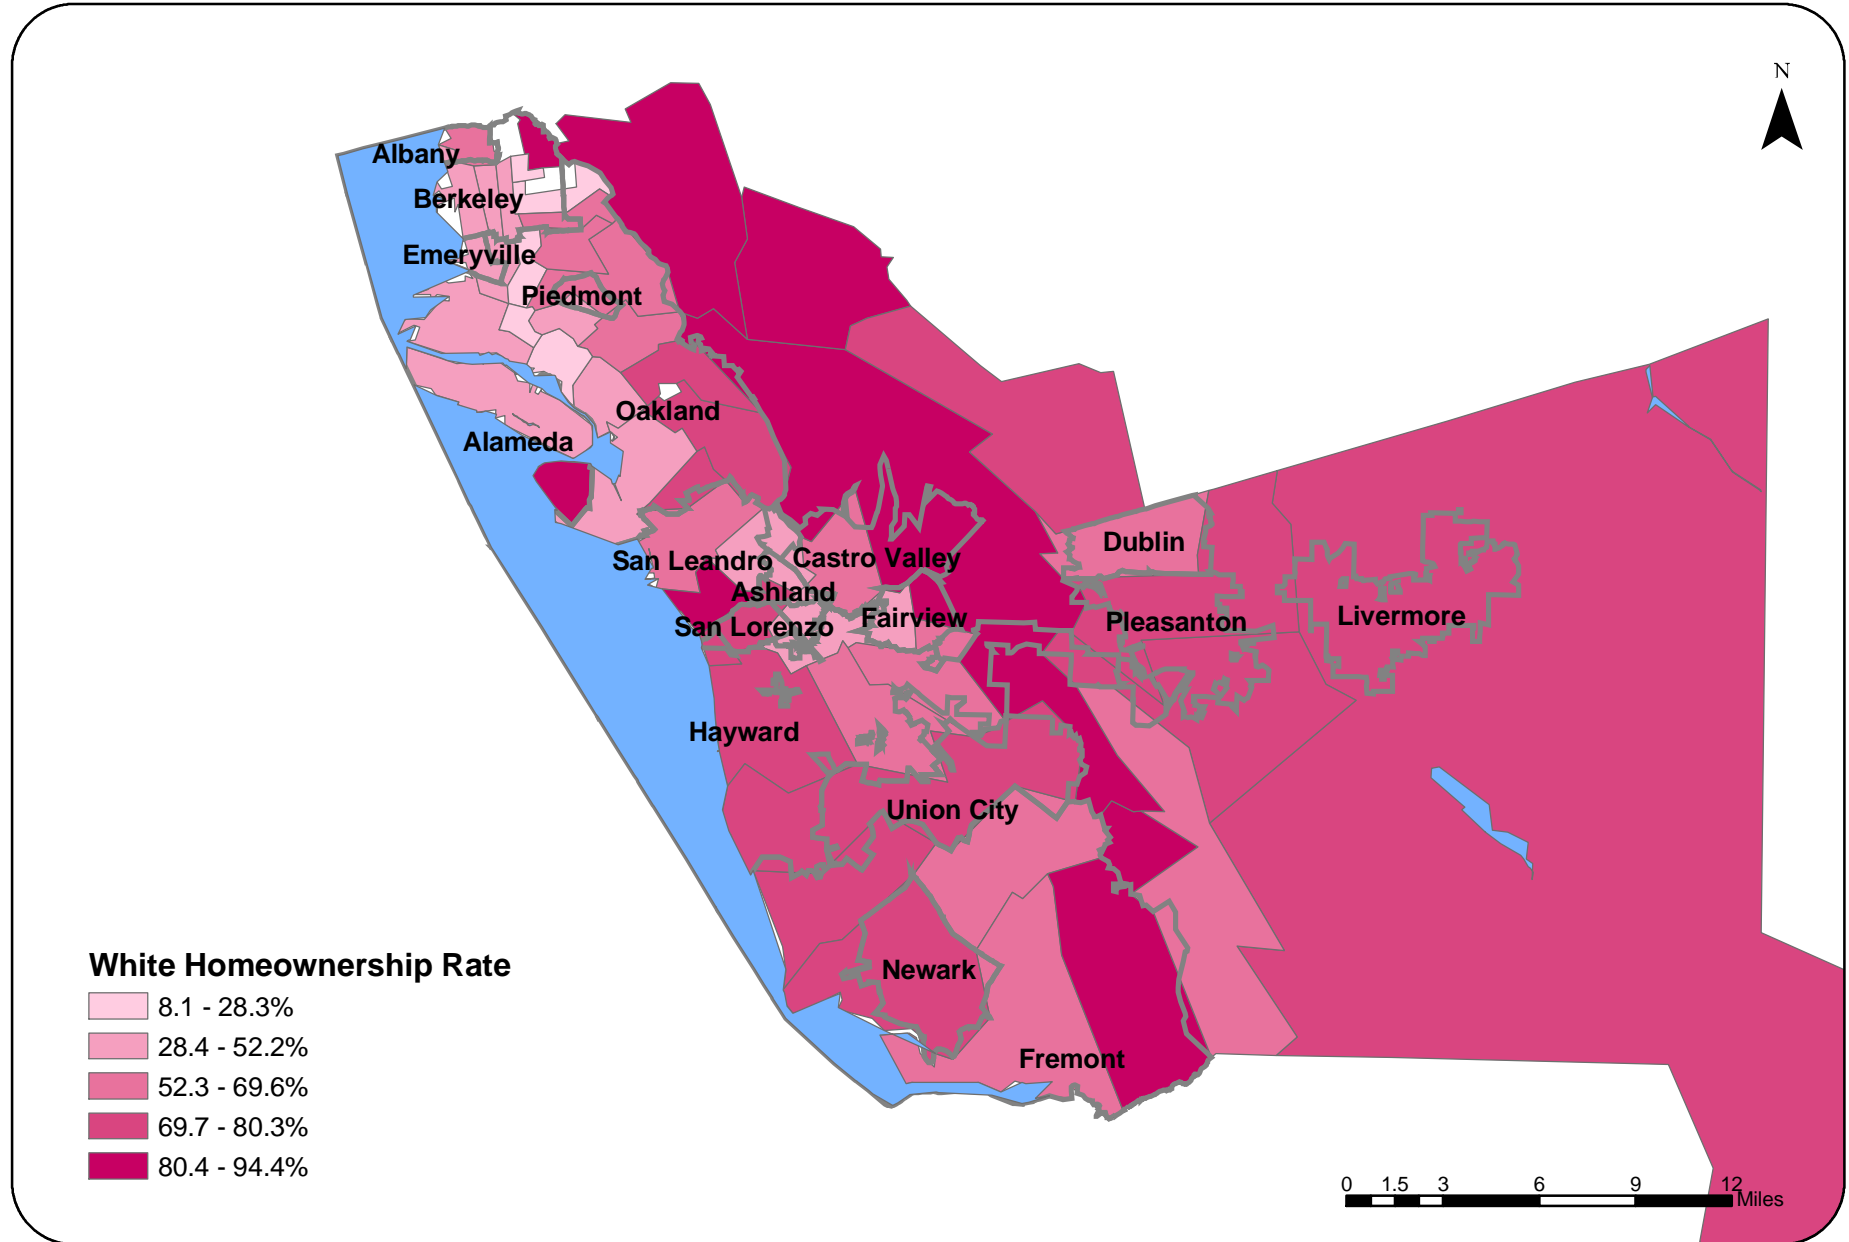 N
Albany
Berkeley
Emeryville
Piedmont
Oakland
Alameda
San Leandro
Castro Valley
Dublin
Ashland
San Lorenzo
Fairview
Pleasanton
Livermore
Hayward
Union City
Newark
Fremont
White Homeownership Rate
8.1 - 28.3%
28.4 - 52.2%
52.3 - 69.6%
69.7 - 80.3%
80.4 - 94.4%
0 1.5 3 6 9 12
Miles